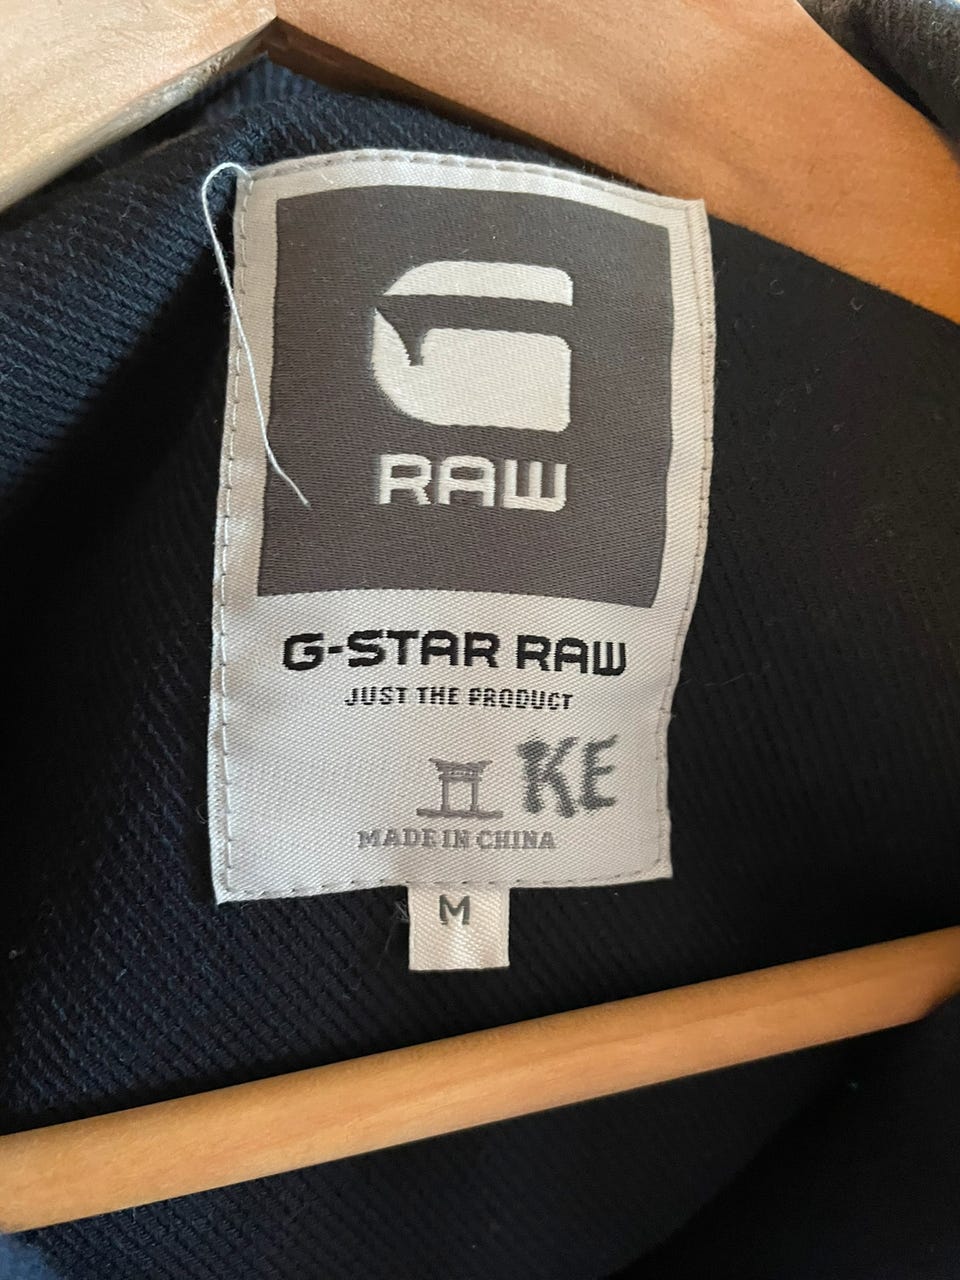 G
RAW
G-STAR RAW
JUST THE PRODUCT
KE
MADE IN CHINA
M